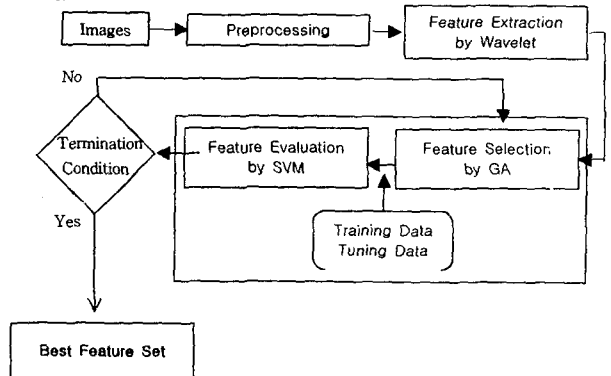 Images
Preprocessing
Feature Extraction
by Wavelet
No
Termination
Condition
Feature Evaluation
by SVM
Feature Selection
by GA
Training Data
Tuning Data
Yes
Best Feature Set